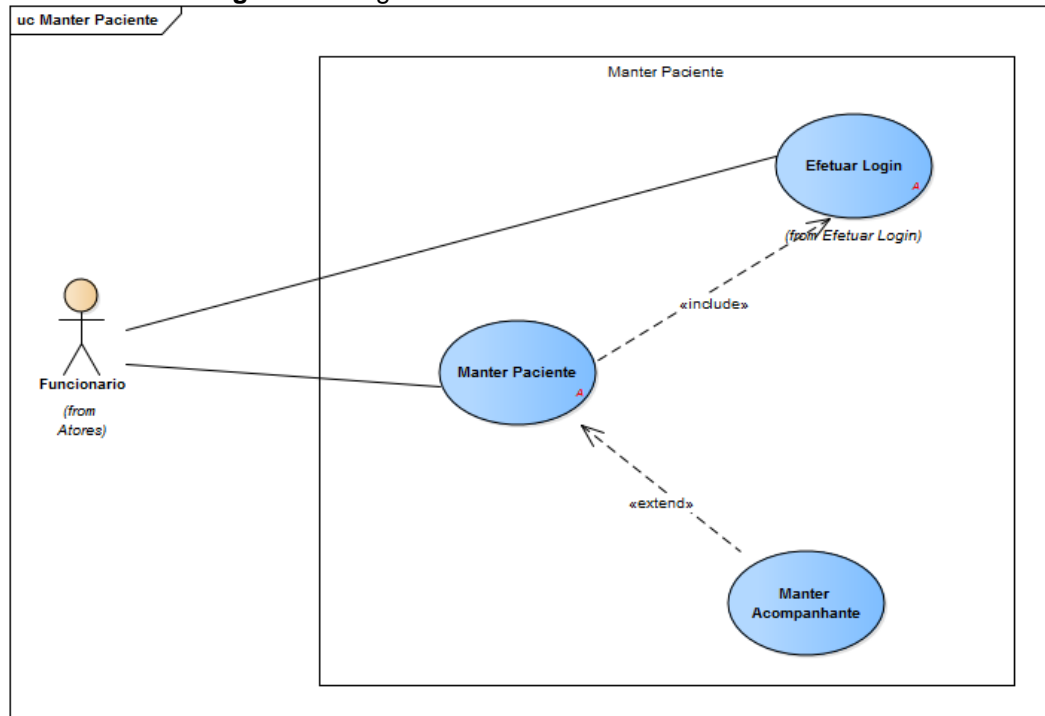 uc Manter Paciente
Manter Paciente
Efetuar Login
A
(from Efetuar Login)
«include»
Manter Paciente
A
Funcionario
(from
Atores)
«extend»
Manter
Acompanhante